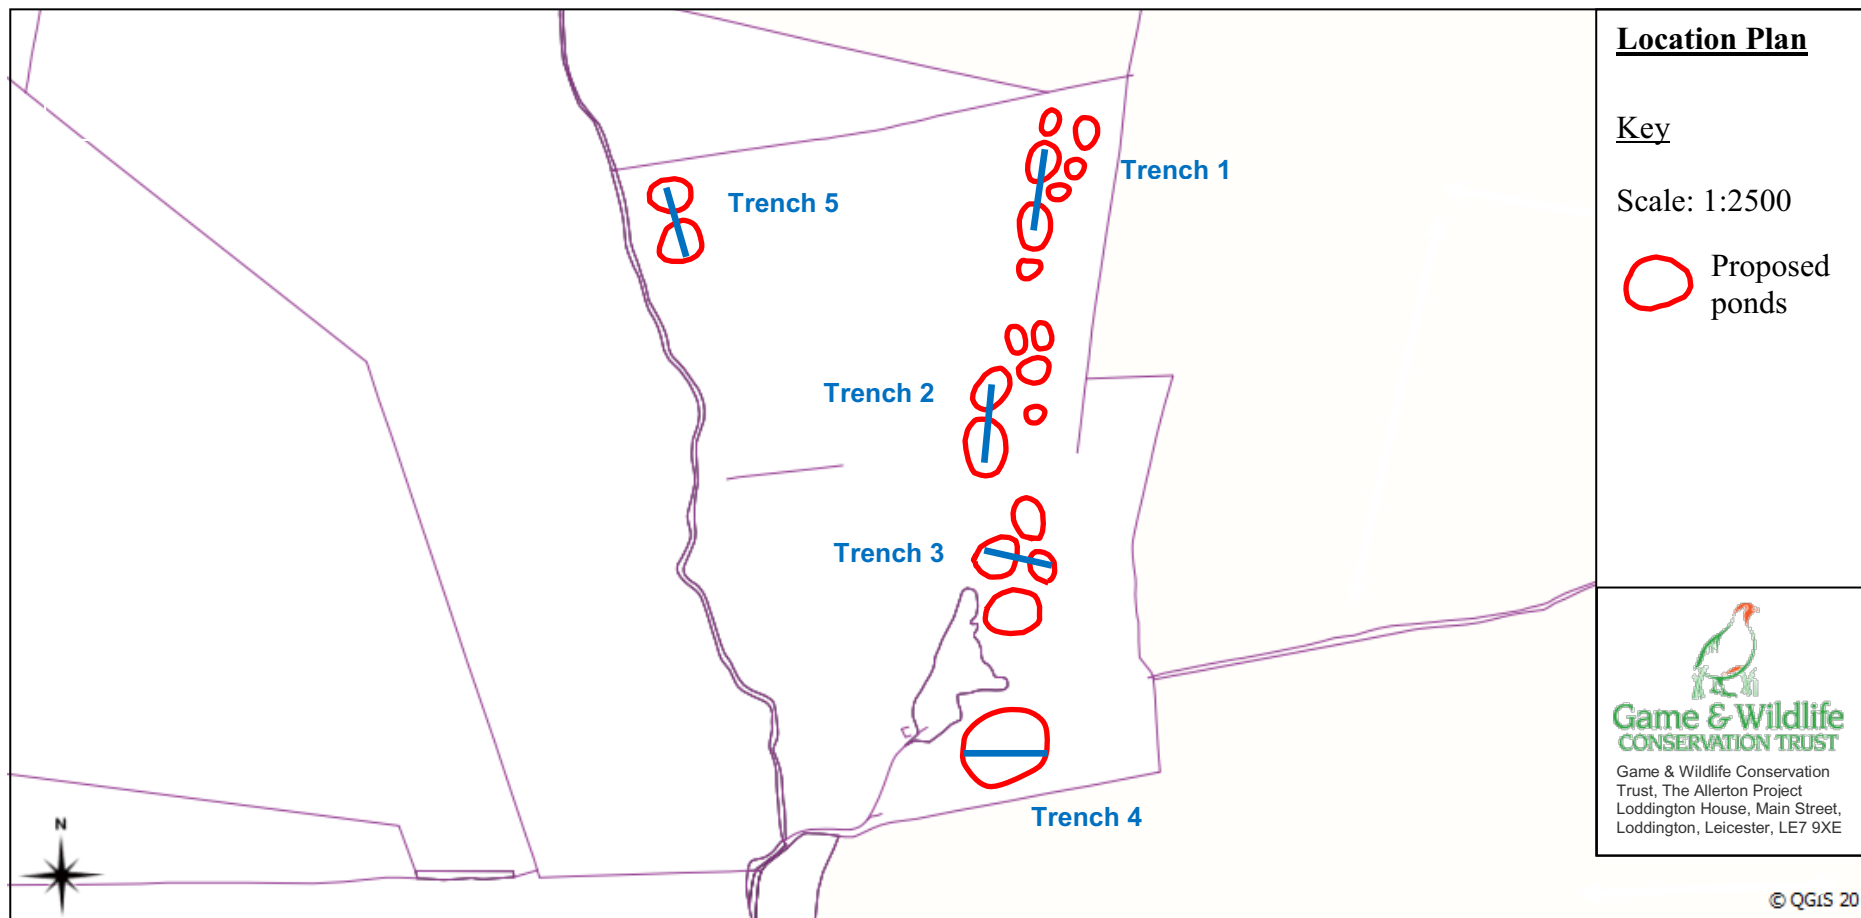 Location Plan
Key
Scale: 1:2500
Proposed
ponds
Trench 1
Trench 5
Trench 2
Trench 3
Trench 4
N
Game & Wildlife
CONSERVATION TRUST
Game & Wildlife Conservation
Trust, The Allerton Project
Loddington House, Main Street,
Loddington, Leicester, LE7 9XE
© QGIS 20